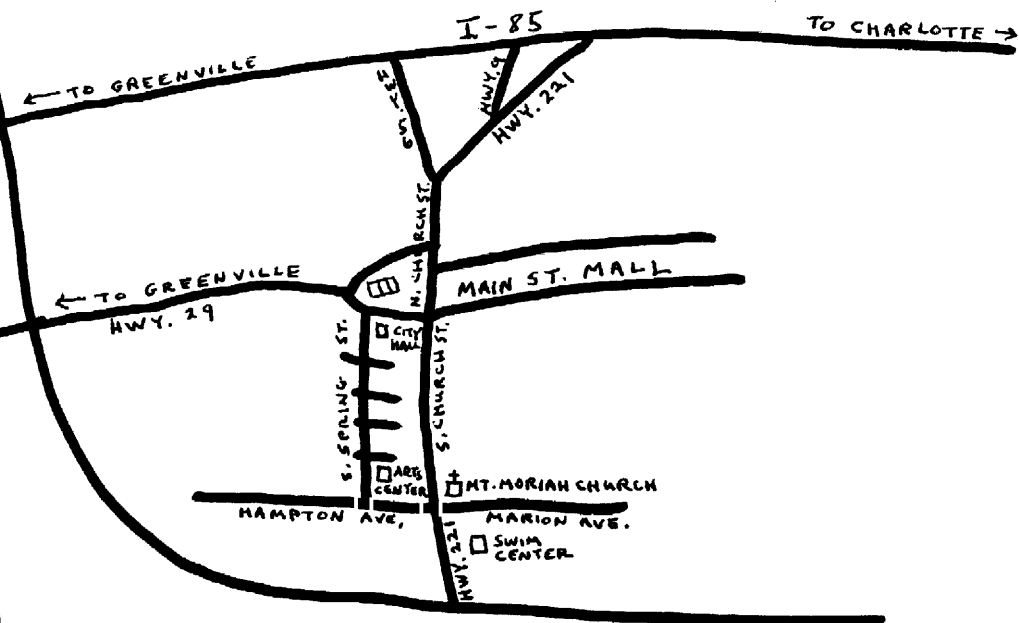 I-85
TO CHARLOTTE →
← TO GREENVILLE
HWY. 9
HWY. 221
N. CHURCH ST.
← TO GREENVILLE
HWY. 29
MAIN ST. MALL
CITY
HALL
S. SPRING ST.
S. CHURCH ST.
ARTS
CENTER
MT. MORIAH CHURCH
HAMPTON AVE,
MARION AVE.
HWY. 221
SWIM
CENTER